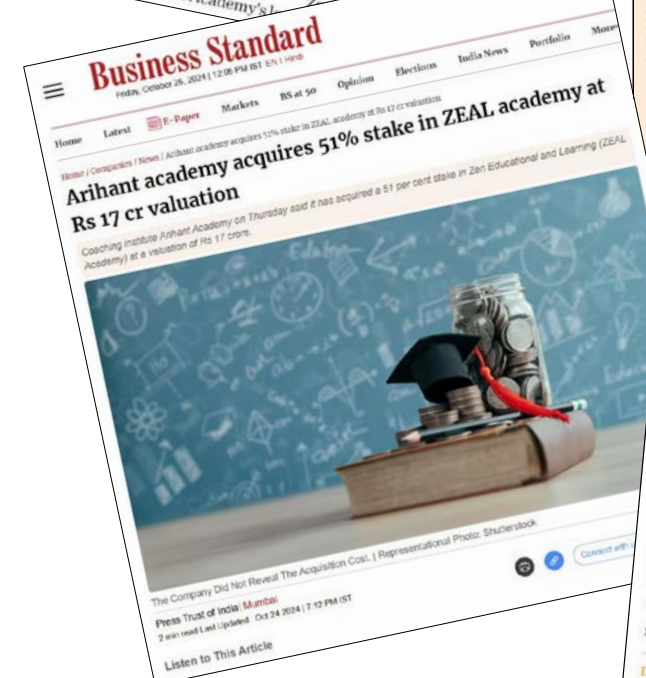 cademy's
Business Standard
Friday, October 25, 2024 | 12:05 PM IST EN Hindi
Home Latest E-Paper Markets BS at 50 Opinion Elections India News Portfolio More
Home / Companies / News / Arihant academy acquires 51% stake in ZEAL academy at Rs 17 cr valuation
Arihant academy acquires 51% stake in ZEAL academy at
Rs 17 cr valuation
Coaching institute Arihant Academy on Thursday said it has acquired a 51 per cent stake in Zen Educational and Learning (ZEAL
Academy) at a valuation of Rs 17 crore.
The Company Did Not Reveal The Acquisition Cost. | Representational Photo: Shutterstock
Press Trust of India Mumbai
2 min read Last Updated : Oct 24 2024 | 7:12 PM IST
Connect with
Listen to This Article